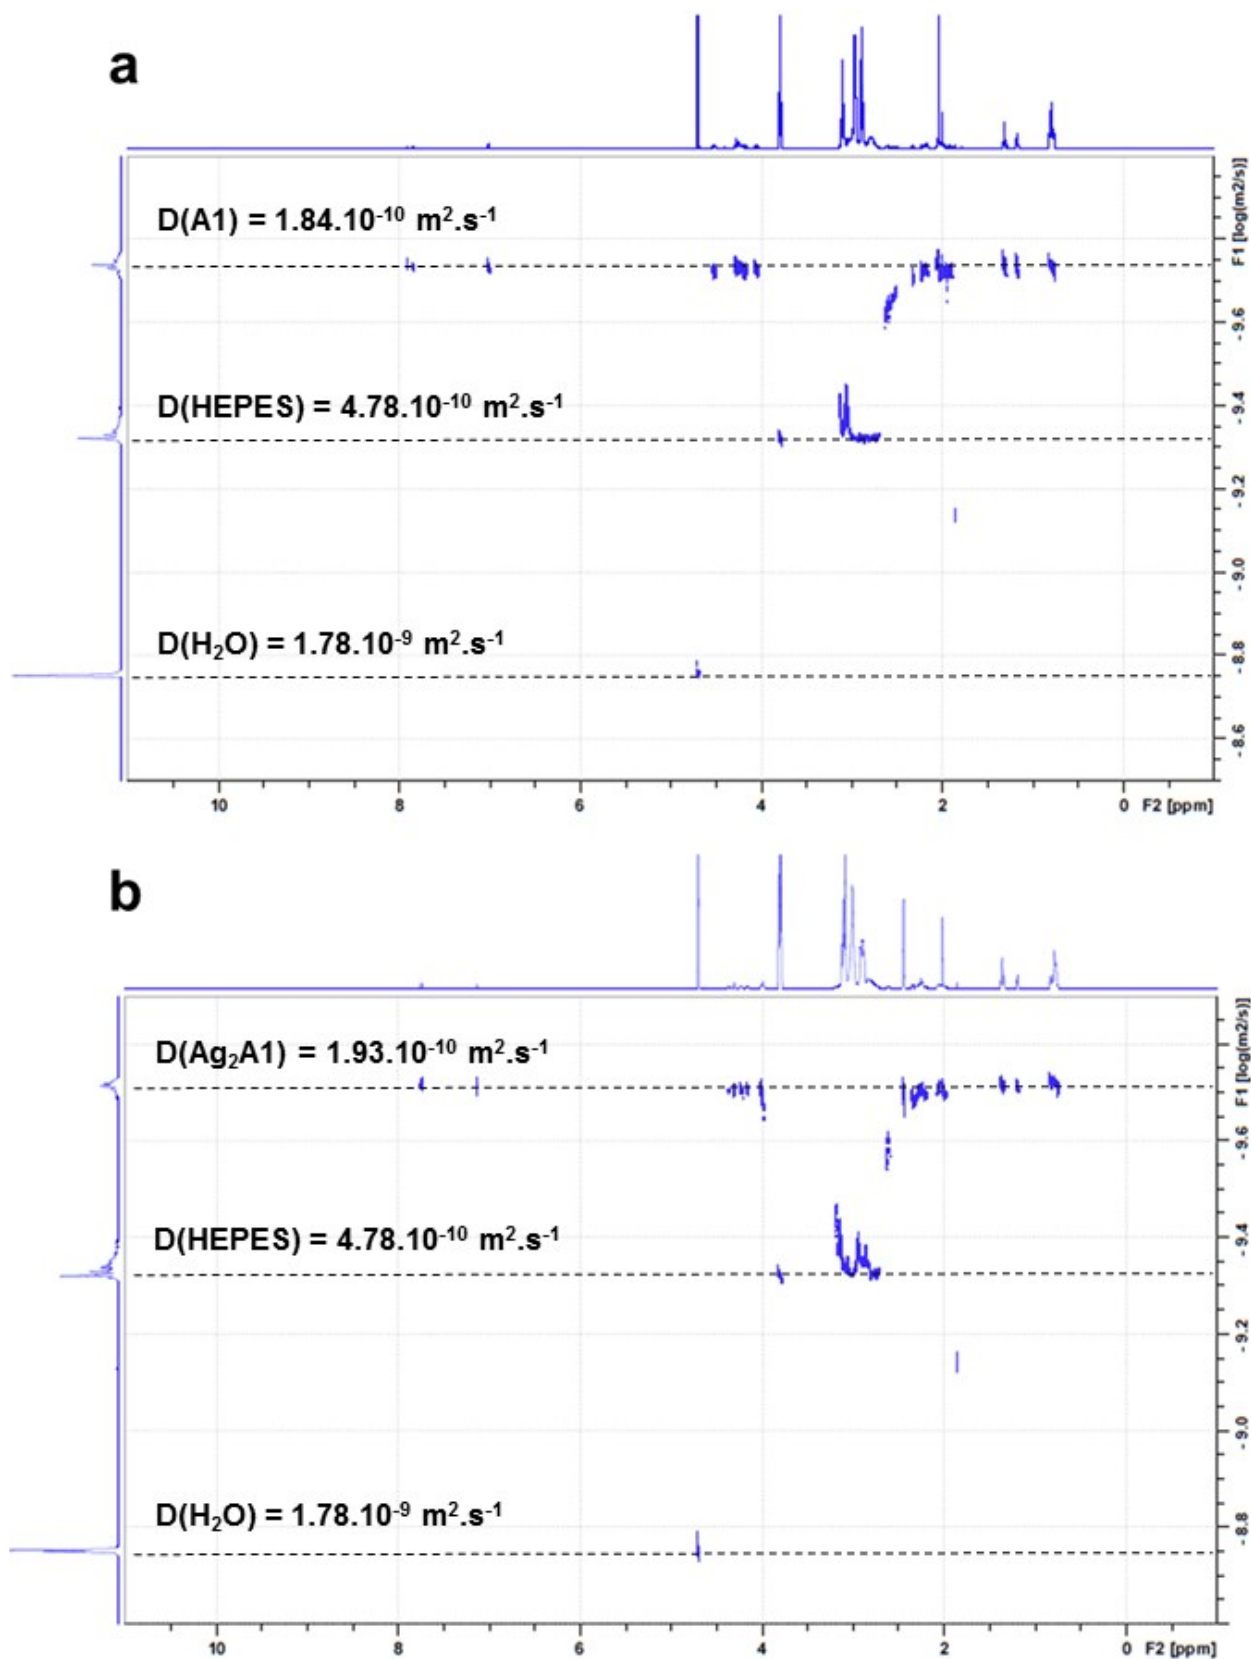 a
D(A1) = 1.84.10⁻¹⁰ m².s⁻¹
D(HEPES) = 4.78.10⁻¹⁰ m².s⁻¹
D(H₂O) = 1.78.10⁻⁹ m².s⁻¹
F1 [log(m2/s)]
-9.6
-9.4
-9.2
-9.0
-8.8
-8.6
10 8 6 4 2 0 F2 [ppm]
b
D(Ag₂A1) = 1.93.10⁻¹⁰ m².s⁻¹
D(HEPES) = 4.78.10⁻¹⁰ m².s⁻¹
D(H₂O) = 1.78.10⁻⁹ m².s⁻¹
F1 [log(m2/s)]
-9.6
-9.4
-9.2
-9.0
-8.8
10 8 6 4 2 0 F2 [ppm]